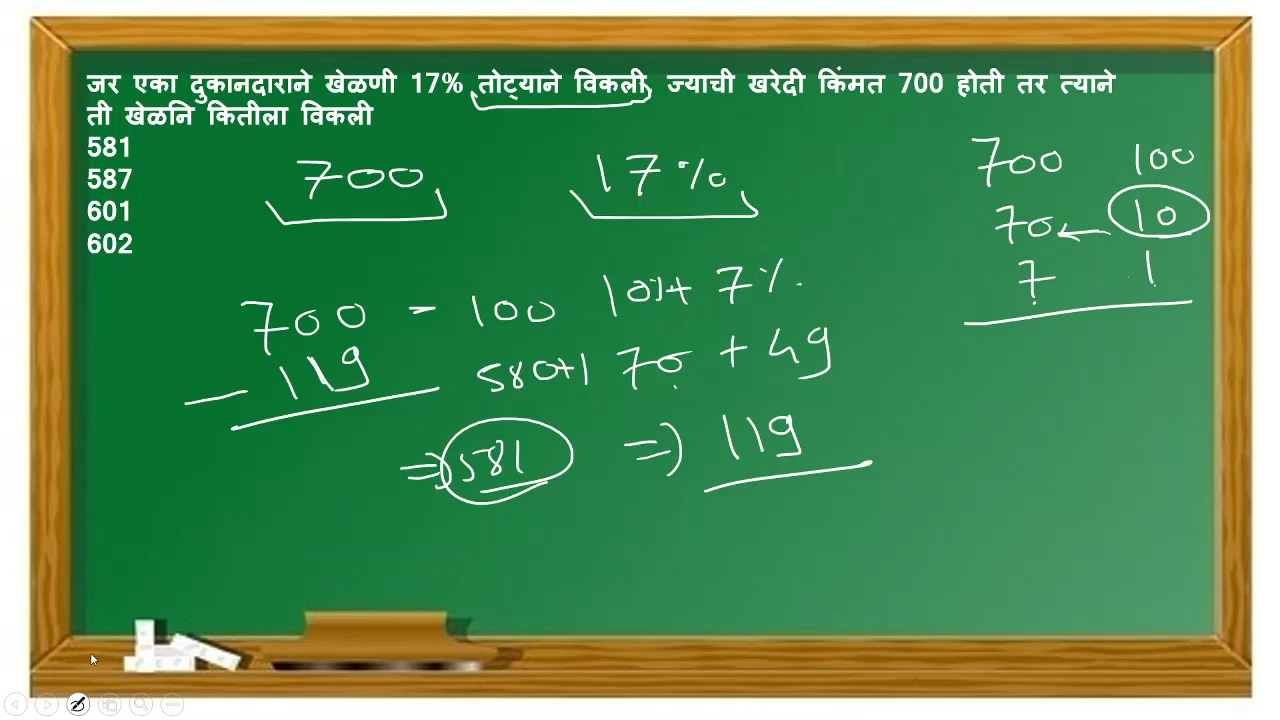 जर एका दुकानदाराने खेळणी 17% तोट्याने विकली ज्याची खरेदी किंमत 700 होती तर त्याने
ती खेळनि कितीला विकली
581
587
601
602
700 17%
700 100
70 ← 10
7 1
700 - 100 10%+ 7%
- 119 580+1 70 + 49
⇒ 581 ⇒ 119